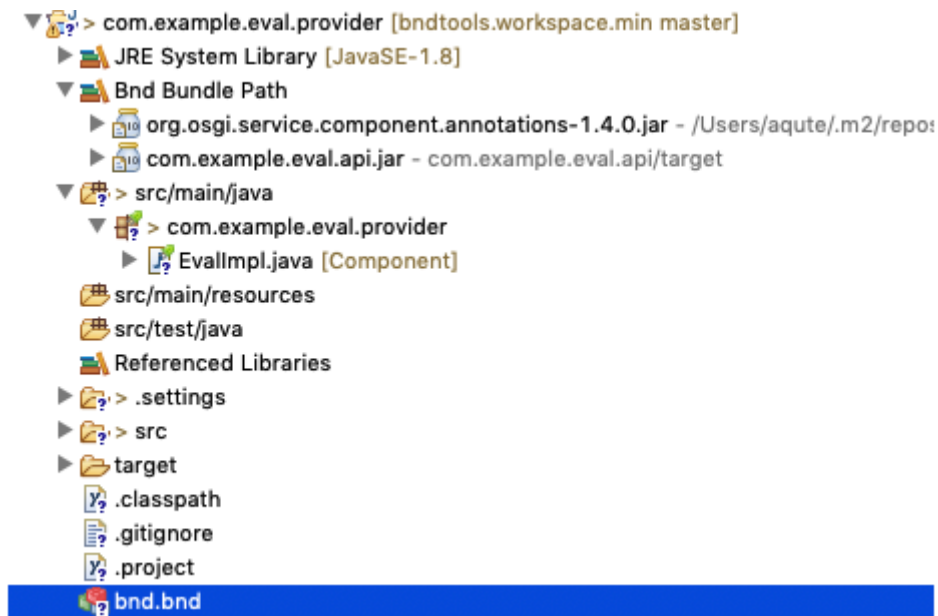 > com.example.eval.provider [bndtools.workspace.min master]
JRE System Library [JavaSE-1.8]
Bnd Bundle Path
org.osgi.service.component.annotations-1.4.0.jar - /Users/aqute/.m2/repos
com.example.eval.api.jar - com.example.eval.api/target
> src/main/java
> com.example.eval.provider
EvalImpl.java [Component]
src/main/resources
src/test/java
Referenced Libraries
> .settings
> src
target
.classpath
.gitignore
.project
bnd.bnd